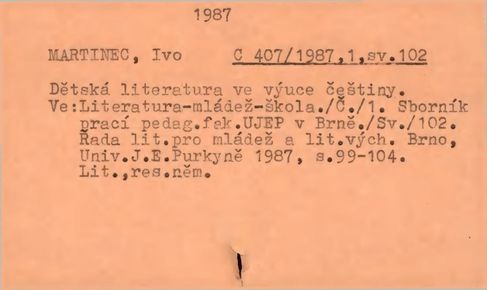 1987
MARTINEC, Ivo C 407/1987,1,sv.102
Dětská literatura ve výuce češtiny.
Ve:Literatura-mládež-škola./Č./1. Sborník
prací pedag.fak.UJEP v Brně./Sv./102.
Řada lit.pro mládež a lit.vých. Brno,
Univ.J.E.Purkyně 1987, s.99-104.
Lit.,res.něm.